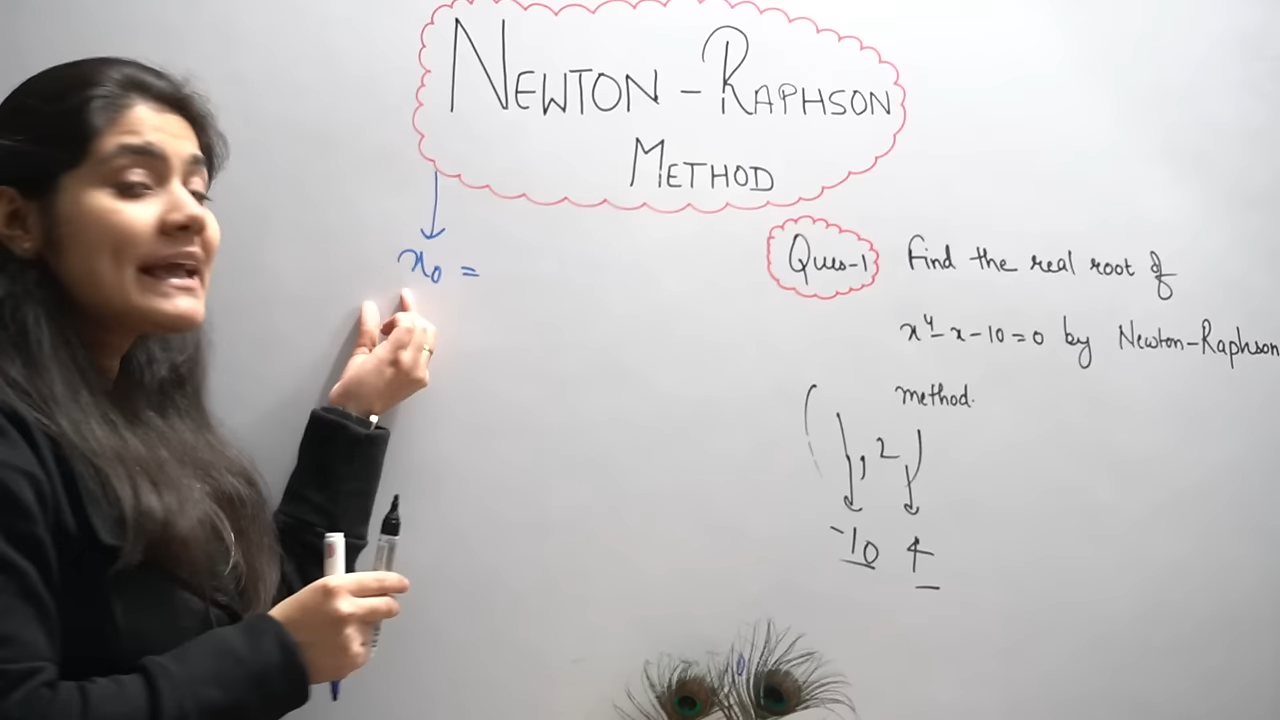 NEWTON - RAPHSON
METHOD
x₀ =
Ques-1 Find the real root of
x⁴-x-10=0 by Newton-Raphson
method.
(1, 2)
-10 4